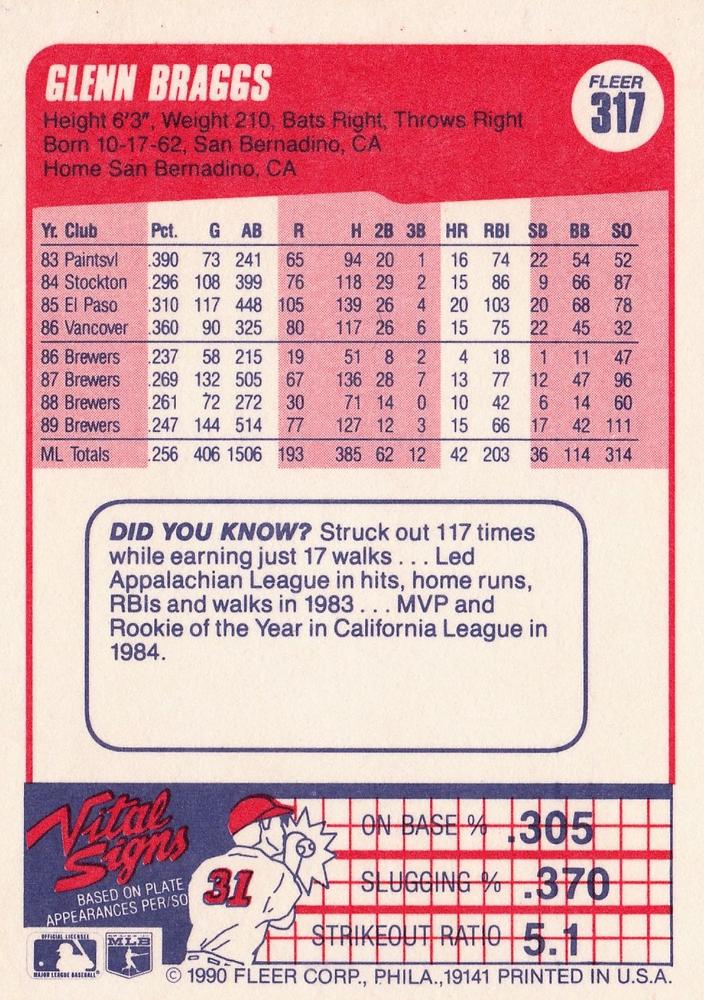 GLENN BRAGGS
FLEER
317
Height 6'3", Weight 210, Bats Right, Throws Right
Born 10-17-62, San Bernadino, CA
Home San Bernadino, CA
Yr. Club Pct. G AB R H 2B 3B HR RBI SB BB SO
83 Paintsvl .390 73 241 65 94 20 1 16 74 22 54 52
84 Stockton .296 108 399 76 118 29 2 15 86 9 66 87
85 El Paso .310 117 448 105 139 26 4 20 103 20 68 78
86 Vancover .360 90 325 80 117 26 6 15 75 22 45 32
86 Brewers .237 58 215 19 51 8 2 4 18 1 11 47
87 Brewers .269 132 505 67 136 28 7 13 77 12 47 96
88 Brewers .261 72 272 30 71 14 0 10 42 6 14 60
89 Brewers .247 144 514 77 127 12 3 15 66 17 42 111
ML Totals .256 406 1506 193 385 62 12 42 203 36 114 314
DID YOU KNOW? Struck out 117 times
while earning just 17 walks . . . Led
Appalachian League in hits, home runs,
RBIs and walks in 1983 . . . MVP and
Rookie of the Year in California League in
1984.
Vital
Signs
BASED ON PLATE
APPEARANCES PER/SO
31
ON BASE % .305
SLUGGING % .370
STRIKEOUT RATIO 5.1
OFFICIAL LICENSEE
MAJOR LEAGUE BASEBALL
MLB
© 1990 FLEER CORP., PHILA.,19141 PRINTED IN U.S.A.